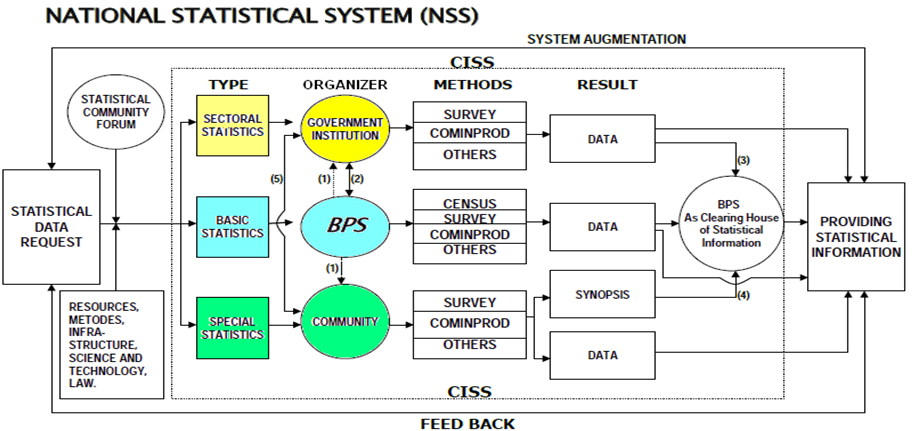 NATIONAL STATISTICAL SYSTEM (NSS)
SYSTEM AUGMENTATION
CISS
TYPE
ORGANIZER
METHODS
RESULT
STATISTICAL
COMMUNITY
FORUM
SECTORAL
STATISTICS
GOVERNMENT
INSTITUTION
SURVEY
COMINPROD
OTHERS
DATA
(5)
(1)
(2)
(3)
STATISTICAL
DATA
REQUEST
BASIC
STATISTICS
BPS
CENSUS
SURVEY
COMINPROD
OTHERS
DATA
BPS
As Clearing House
of Statistical
Information
PROVIDING
STATISTICAL
INFORMATION
(1)
(4)
RESOURCES,
METODES,
INFRA-
STRUCTURE,
SCIENCE AND
TECHNOLOGY,
LAW.
SPECIAL
STATISTICS
COMMUNITY
SURVEY
COMINPROD
OTHERS
SYNOPSIS
DATA
CISS
FEED BACK